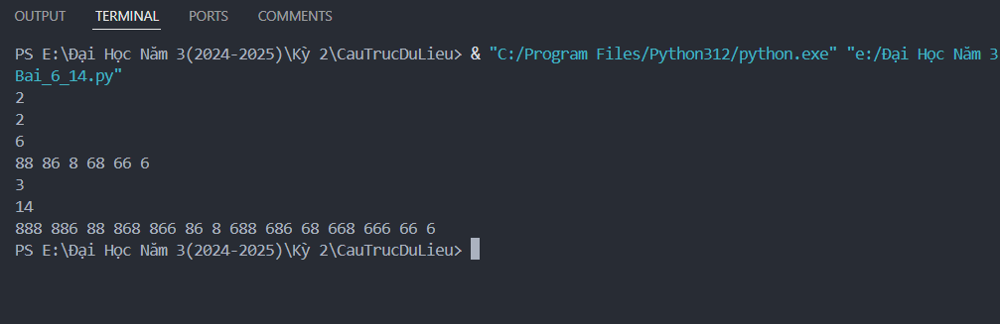 OUTPUT TERMINAL PORTS COMMENTS
PS E:\Đại Học Năm 3(2024-2025)\Kỳ 2\CauTrucDuLieu> & "C:/Program Files/Python312/python.exe" "e:/Đại Học Năm 3
Bai_6_14.py"
2
2
6
88 86 8 68 66 6
3
14
888 886 88 868 866 86 8 688 686 68 668 666 66 6
PS E:\Đại Học Năm 3(2024-2025)\Kỳ 2\CauTrucDuLieu>